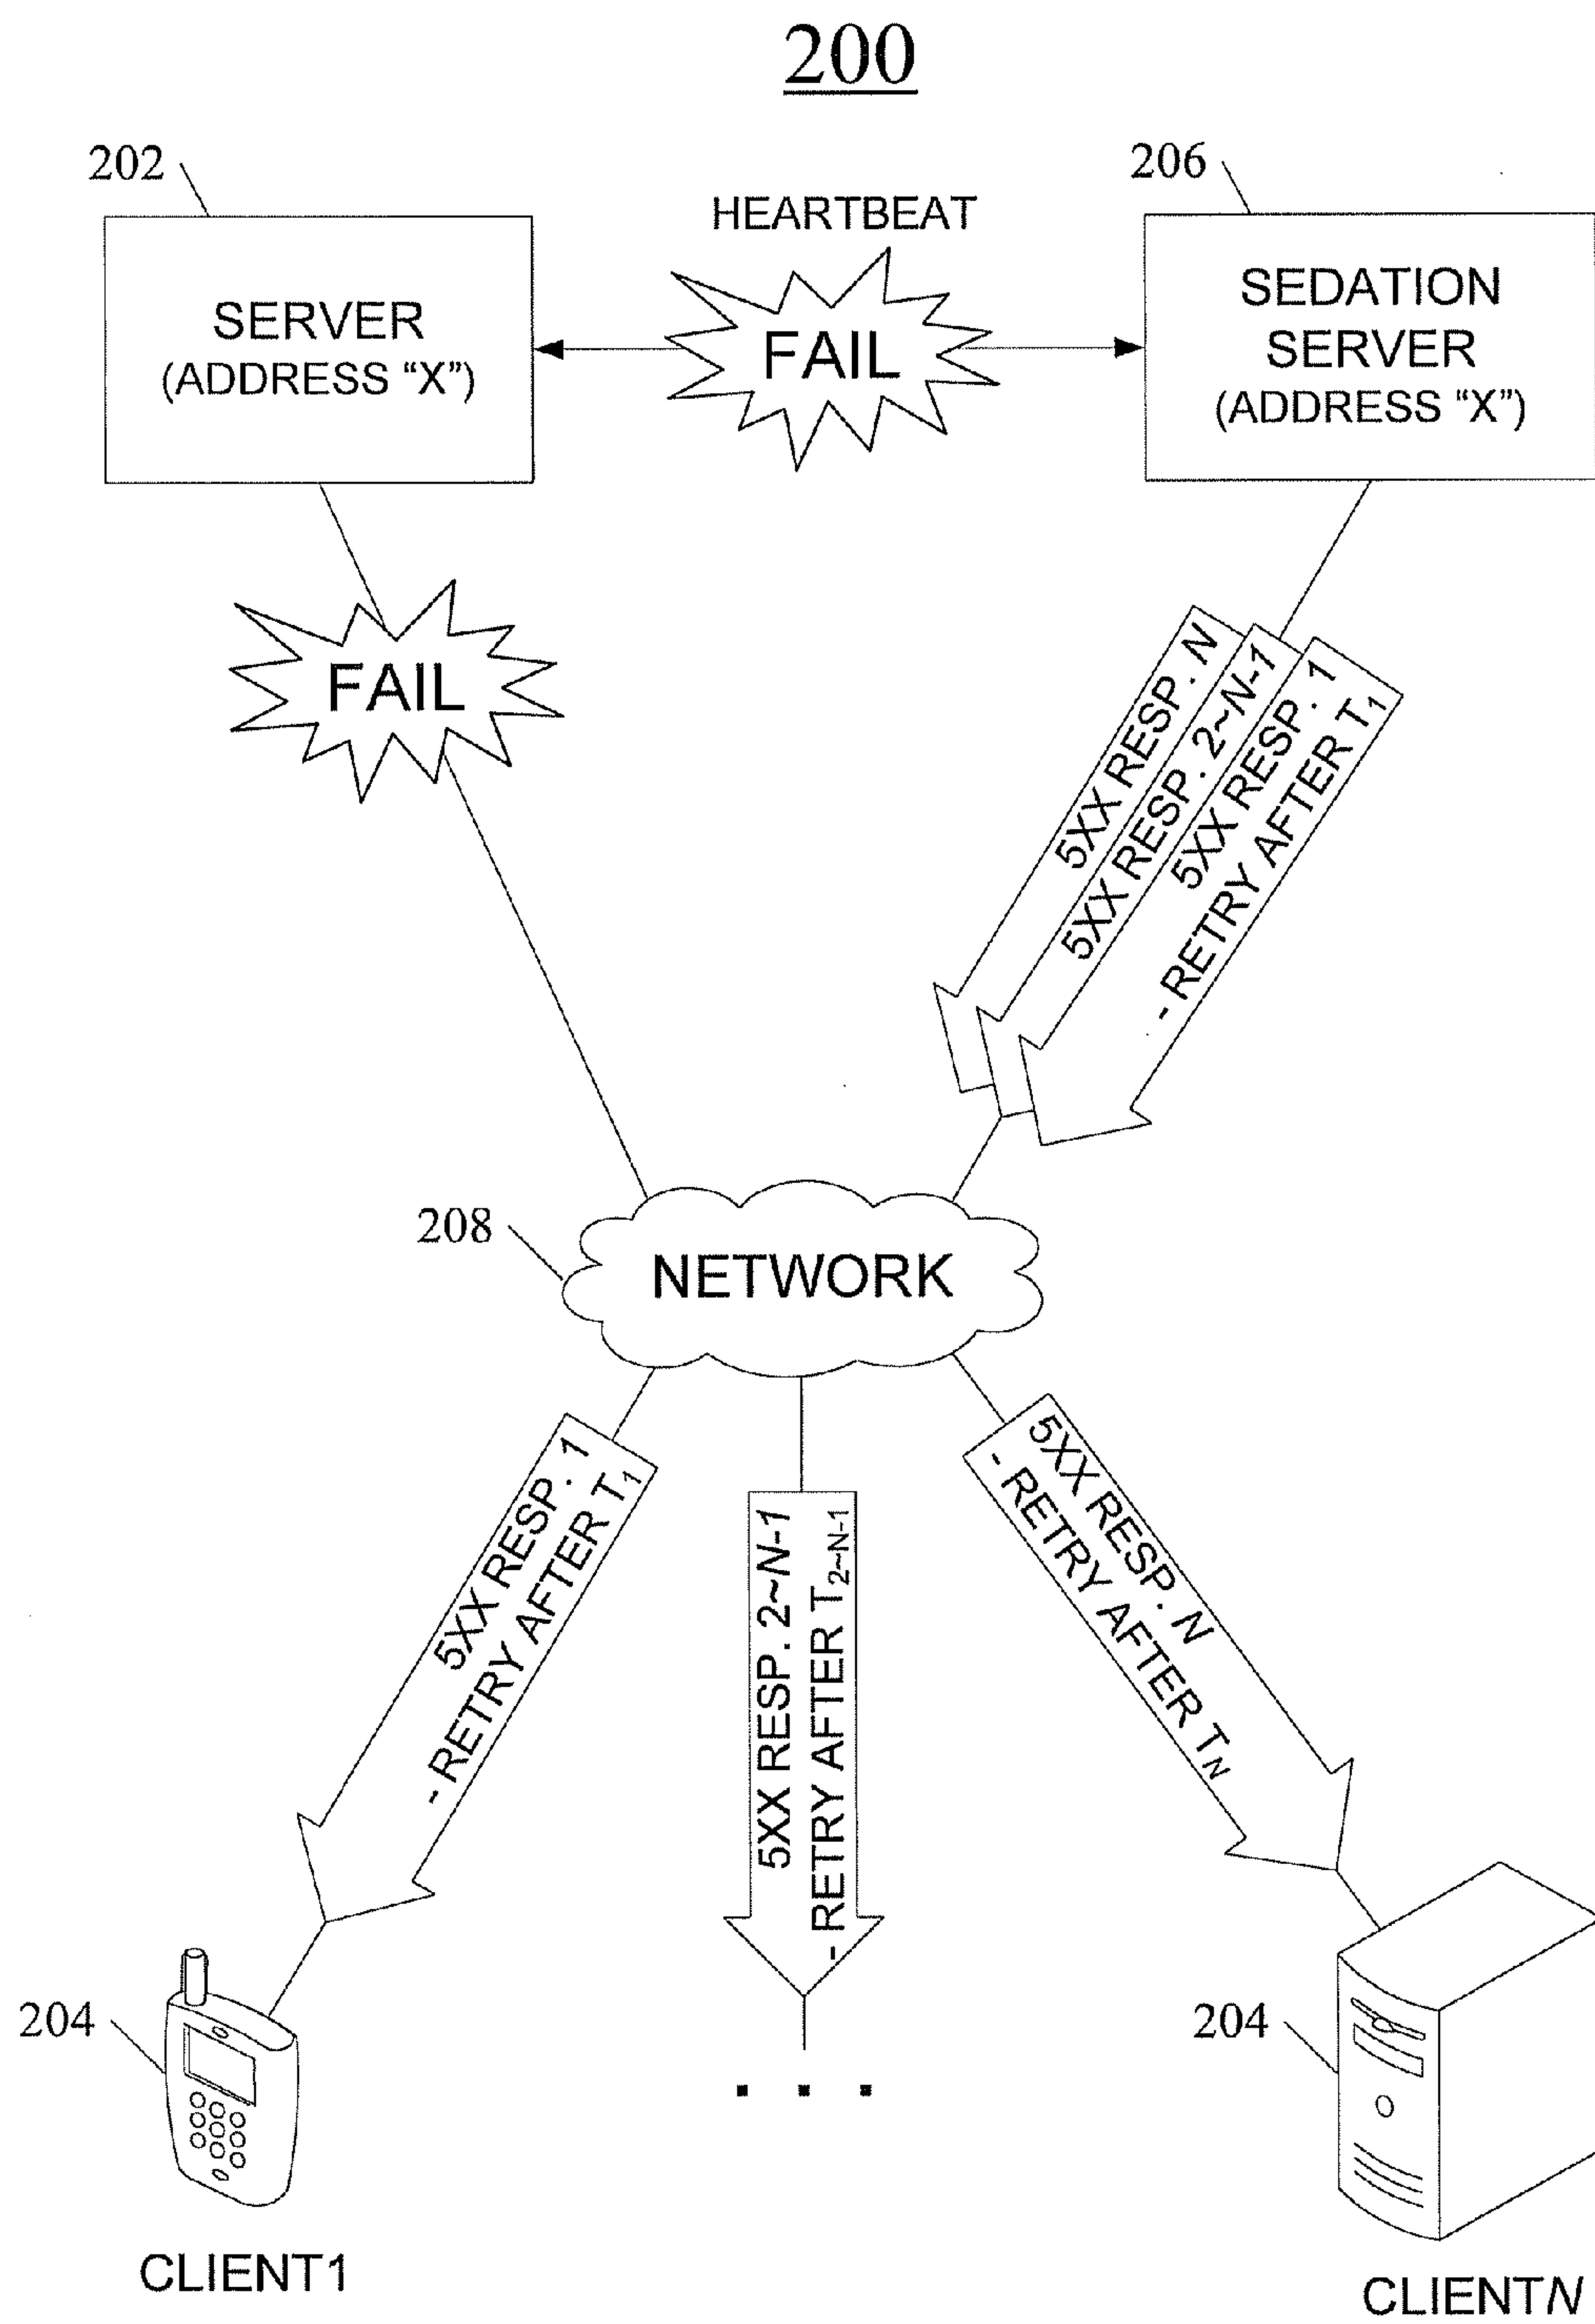 200
202
206
HEARTBEAT
SERVER
(ADDRESS “X”)
FAIL
SEDATION
SERVER
(ADDRESS “X”)
FAIL
5XX RESP. N
5XX RESP. 2~N-1
5XX RESP. 1
- RETRY AFTER T1
208
NETWORK
5XX RESP. 1
- RETRY AFTER T1
5XX RESP. 2~N-1
- RETRY AFTER T2~N-1
5XX RESP. N
- RETRY AFTER TN
204
204
. . .
CLIENT1
CLIENTN